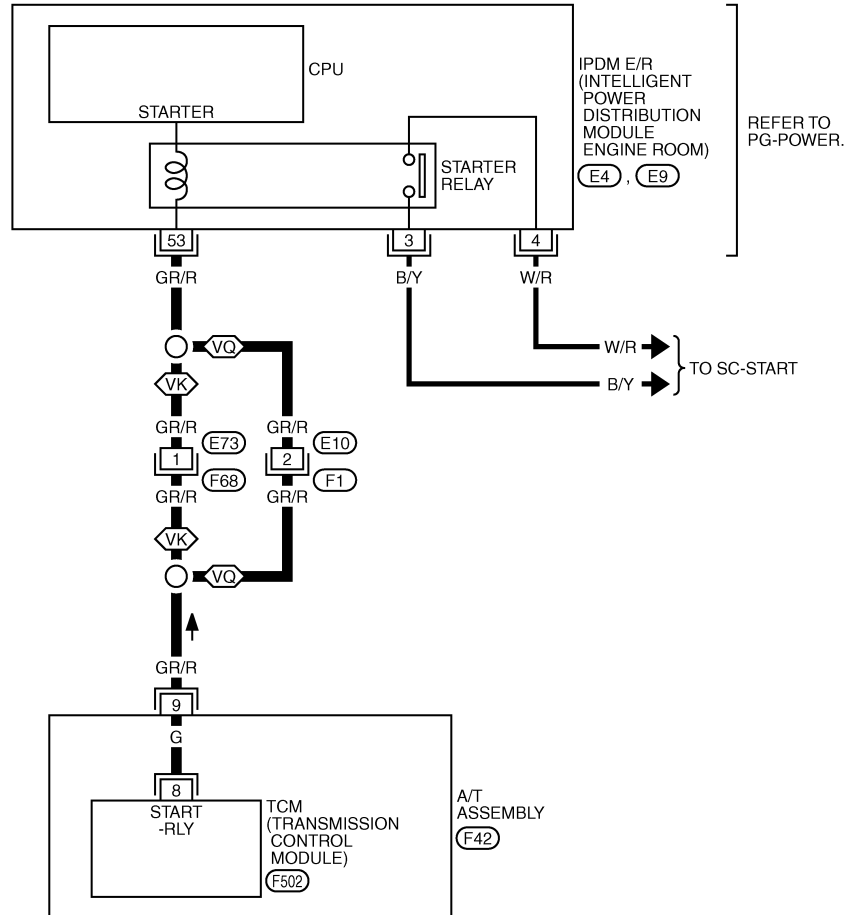 CPU
STARTER
STARTER
RELAY
IPDM E/R
(INTELLIGENT
POWER
DISTRIBUTION
MODULE
ENGINE ROOM)
E4 , E9
REFER TO
PG-POWER.
53
3
4
GR/R
B/Y
W/R
VQ
W/R
B/Y
TO SC-START
VK
GR/R
E73
GR/R
E10
1
2
F68
F1
GR/R
GR/R
VK
VQ
GR/R
9
G
8
START
-RLY
TCM
(TRANSMISSION
CONTROL
MODULE)
F502
A/T
ASSEMBLY
F42